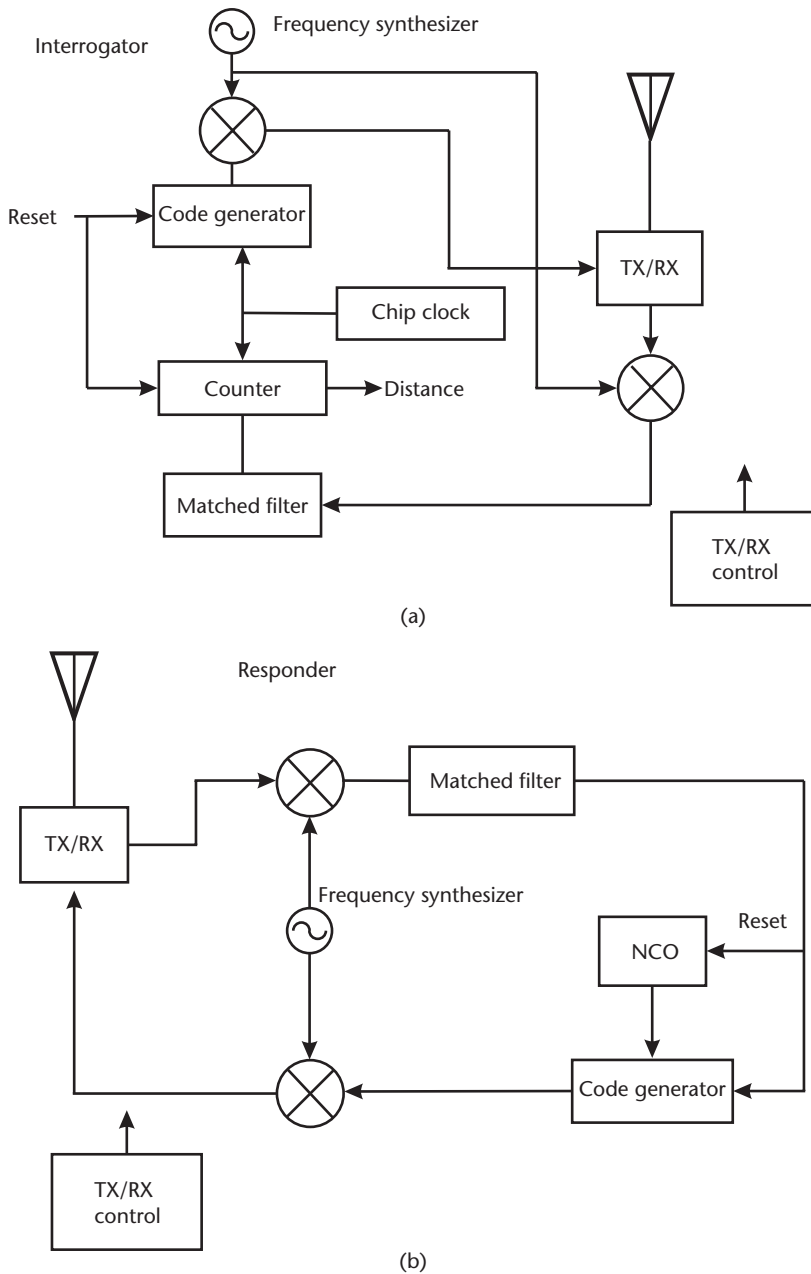 Frequency synthesizer
Interrogator
Reset
Code generator
TX/RX
Chip clock
Counter
Distance
Matched filter
TX/RX
control
(a)
Responder
Matched filter
TX/RX
Frequency synthesizer
Reset
NCO
Code generator
TX/RX
control
(b)